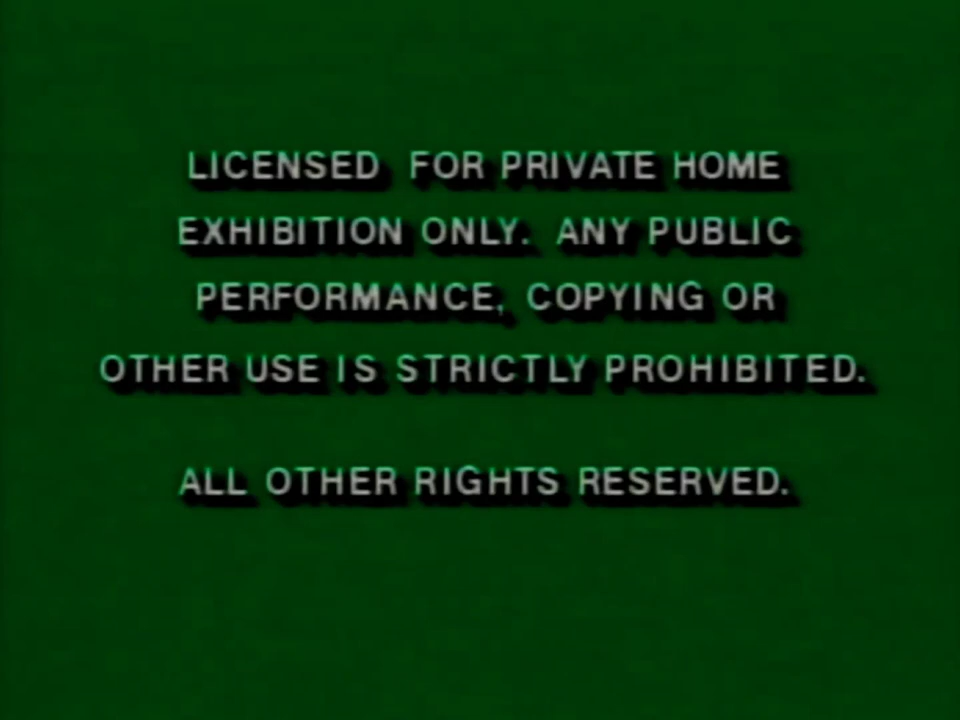 LICENSED FOR PRIVATE HOME
EXHIBITION ONLY. ANY PUBLIC
PERFORMANCE, COPYING OR
OTHER USE IS STRICTLY PROHIBITED.
ALL OTHER RIGHTS RESERVED.